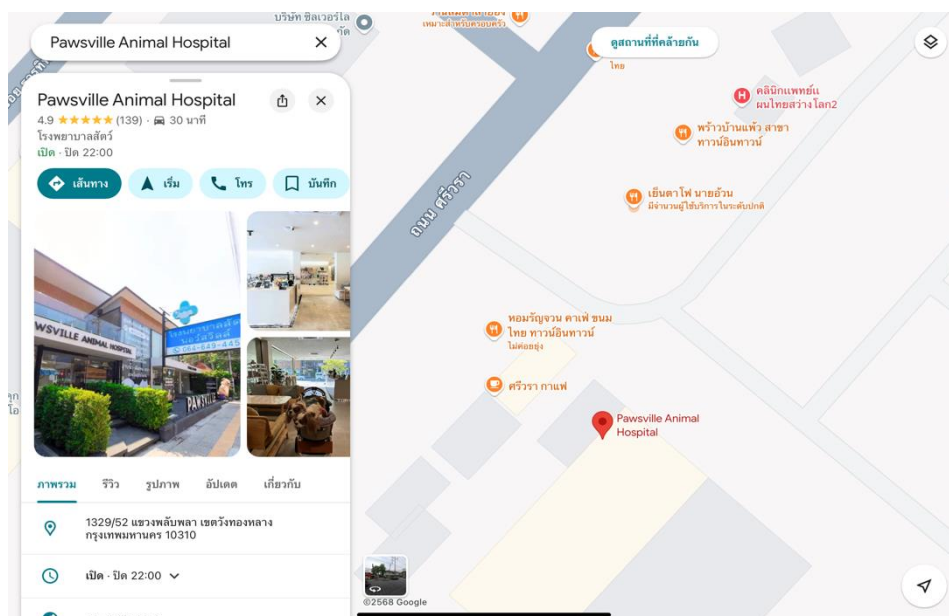 Pawsville Animal Hospital
Pawsville Animal Hospital
4.9 ★★★★★ (139) · 30 นาที
โรงพยาบาลสัตว์
เปิด · ปิด 22:00
เส้นทาง
เริ่ม
โทร
บันทึก
ANIMAL HOSPITAL
PAWSVILLE
ภาพรวม
รีวิว
รูปภาพ
อัปเดต
เกี่ยวกับ
1329/52 แขวงพลับพลา เขตวังทองหลาง
กรุงเทพมหานคร 10310
เปิด · ปิด 22:00
ดูสถานที่ที่คล้ายกัน
ไทย
คลินิกแพทย์แ
ผนไทยสว่างโลก2
พร้าวบ้านแพ้ว สาขา
ทาวน์อินทาวน์
เย็นตาโฟ นายอ้วน
มีจำนวนผู้ใช้บริการในระดับปกติ
ถนน ศรีวรา
หอมรัญจวน คาเฟ่ ขนม
ไทย ทาวน์อินทาวน์
ไม่ค่อยยุ่ง
ศรีวรา กาแฟ
Pawsville Animal
Hospital
©2568 Google